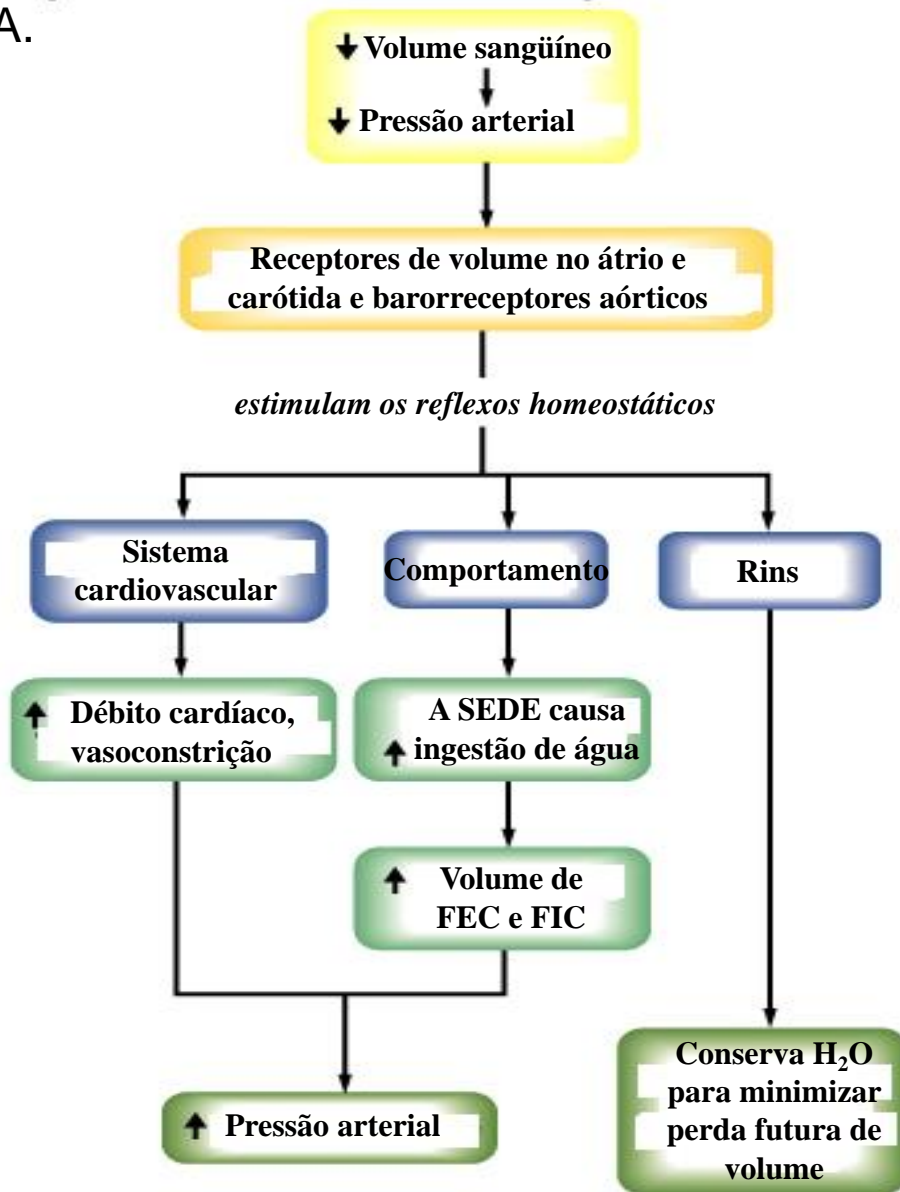 A.
Volume sangüíneo
Pressão arterial
Receptores de volume no átrio e
carótida e barorreceptores aórticos
estimulam os reflexos homeostáticos
Sistema
cardiovascular
Comportamento
Rins
Débito cardíaco,
vasoconstrição
A SEDE causa
ingestão de água
Volume de
FEC e FIC
Pressão arterial
Conserva H₂O
para minimizar
perda futura de
volume